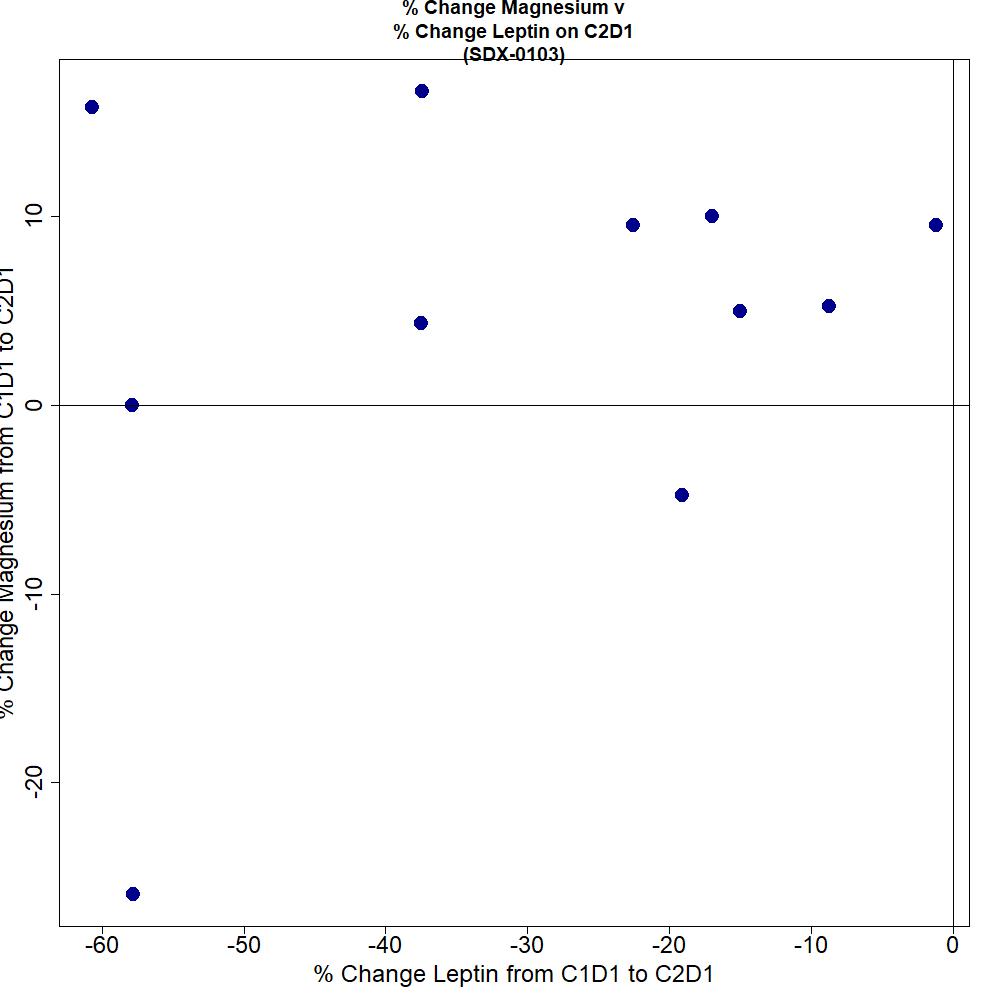 % Change Magnesium v
% Change Leptin on C2D1
(SDX-0103)
% Change Magnesium from C1D1 to C2D1
10
0
-10
-20
-60 -50 -40 -30 -20 -10 0
% Change Leptin from C1D1 to C2D1